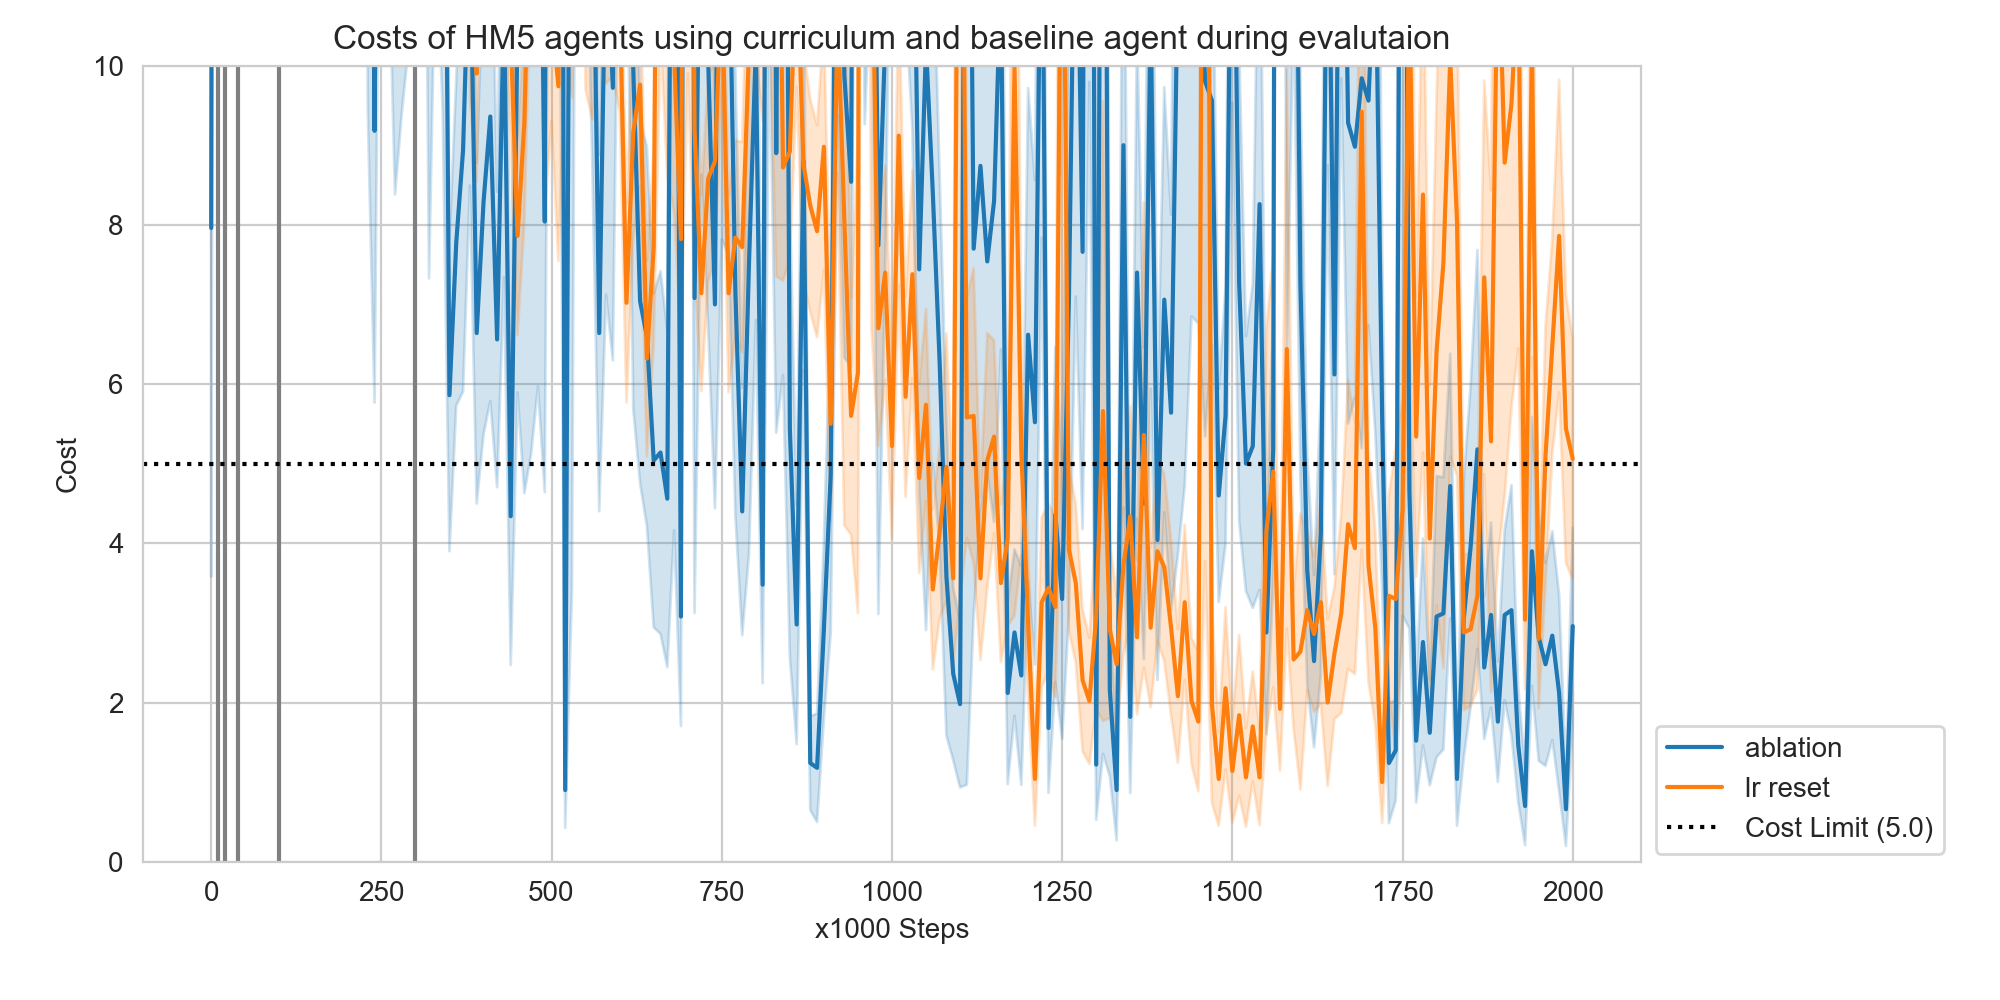 Costs of HM5 agents using curriculum and baseline agent during evalutaion
10
8
6
4
2
0
Cost
0 250 500 750 1000 1250 1500 1750 2000
x1000 Steps
ablation
lr reset
Cost Limit (5.0)